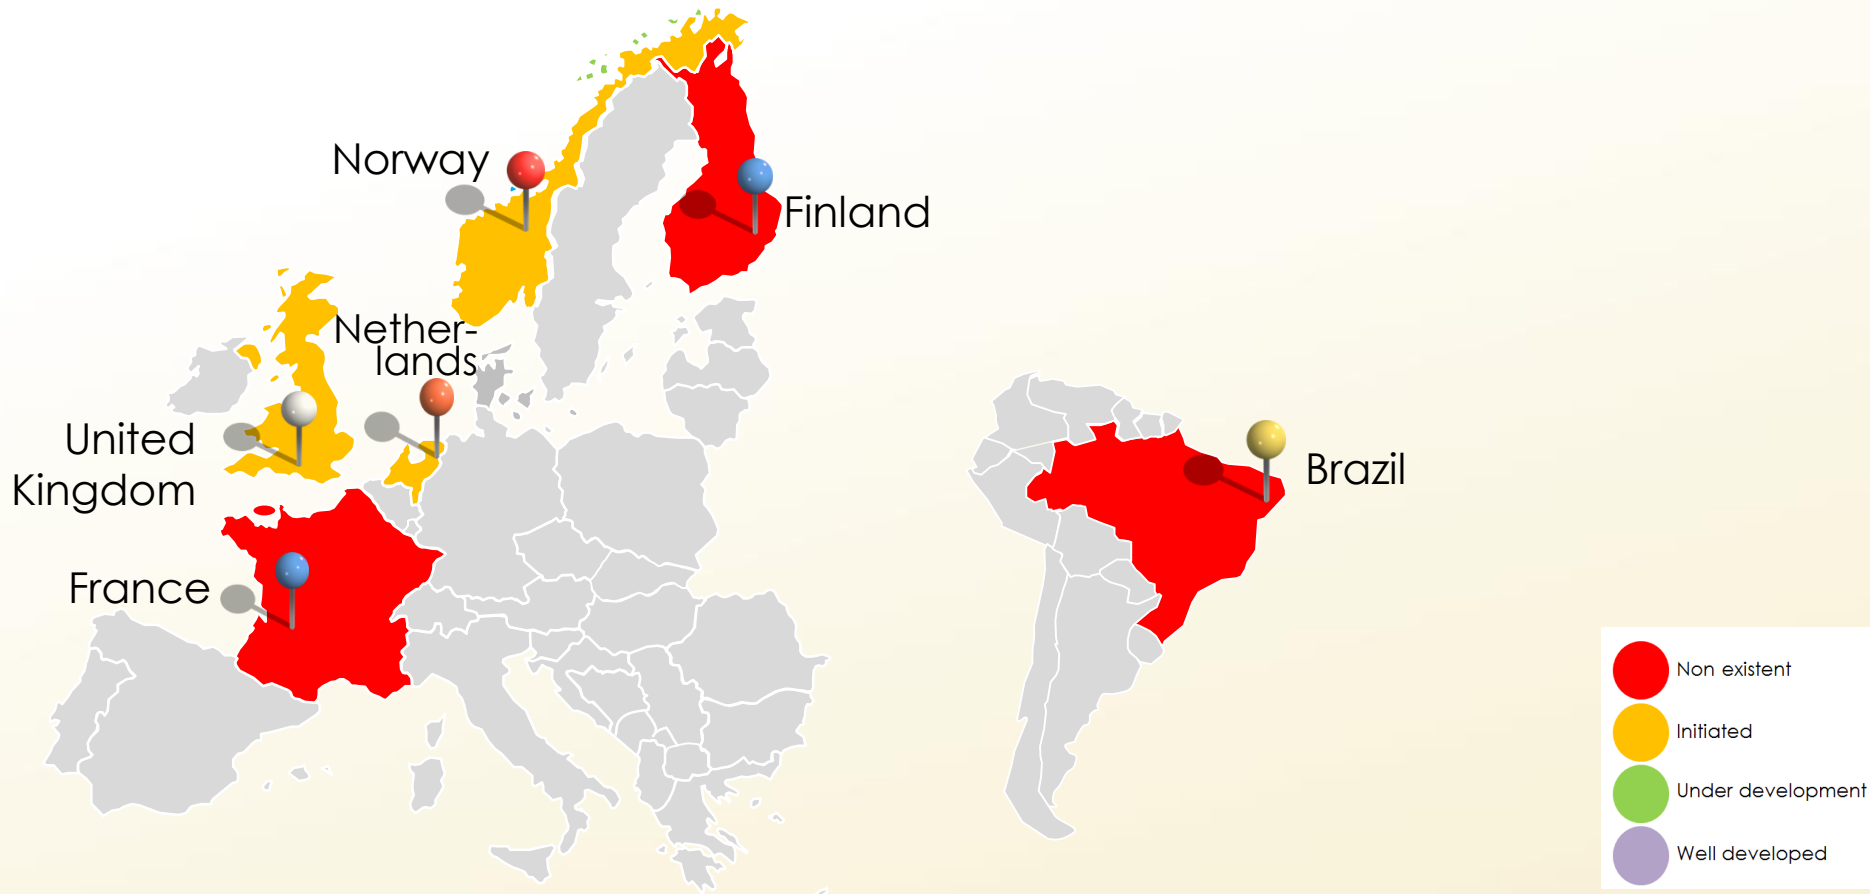 Norway
Finland
Nether-
lands
United
Kingdom
Brazil
France
Non existent
Initiated
Under development
Well developed